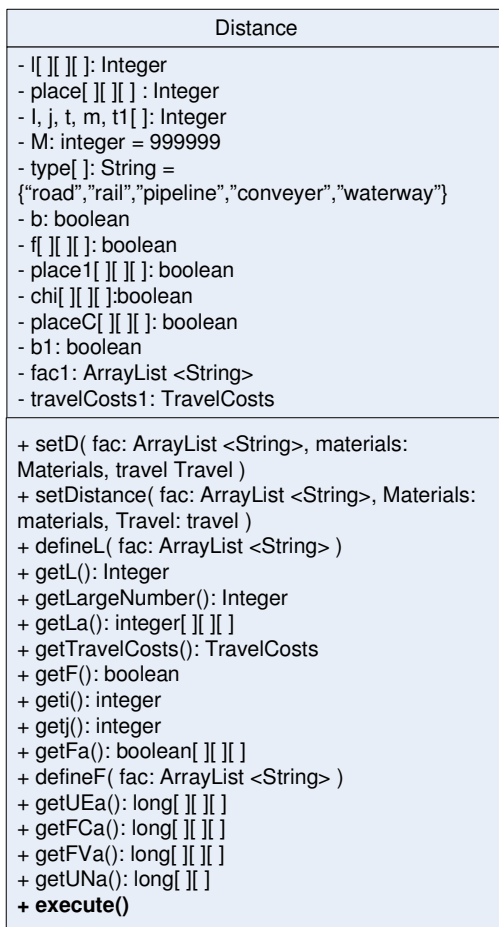 Distance
- l[ ][ ][ ]: Integer
- place[ ][ ][ ] : Integer
- I, j, t, m, t1[ ]: Integer
- M: integer = 999999
- type[ ]: String =
{“road”,”rail”,”pipeline”,”conveyer”,”waterway”}
- b: boolean
- f[ ][ ][ ]: boolean
- place1[ ][ ][ ]: boolean
- chi[ ][ ][ ]:boolean
- placeC[ ][ ][ ]: boolean
- b1: boolean
- fac1: ArrayList <String>
- travelCosts1: TravelCosts
+ setD( fac: ArrayList <String>, materials:
Materials, travel Travel )
+ setDistance( fac: ArrayList <String>, Materials:
materials, Travel: travel )
+ defineL( fac: ArrayList <String> )
+ getL(): Integer
+ getLargeNumber(): Integer
+ getLa(): integer[ ][ ][ ]
+ getTravelCosts(): TravelCosts
+ getF(): boolean
+ geti(): integer
+ getj(): integer
+ getFa(): boolean[ ][ ][ ]
+ defineF( fac: ArrayList <String> )
+ getUEa(): long[ ][ ][ ]
+ getFCa(): long[ ][ ][ ]
+ getFVa(): long[ ][ ][ ]
+ getUNa(): long[ ][ ]
+ execute()